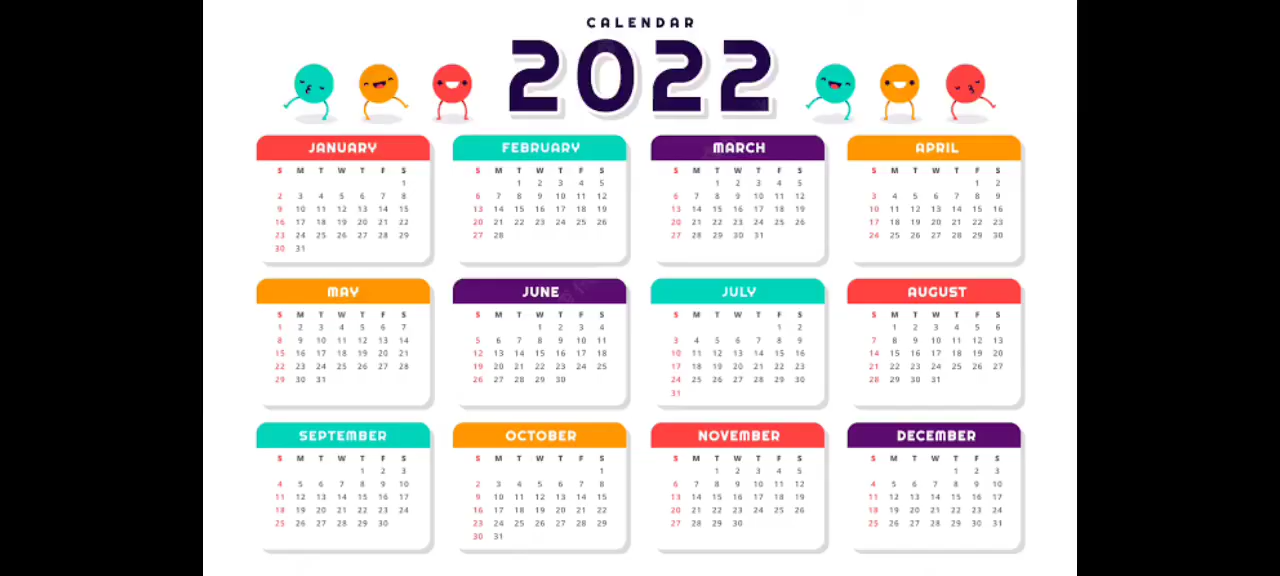 CALENDAR
2022
JANUARY
S M T W T F S
1
2 3 4 5 6 7 8
9 10 11 12 13 14 15
16 17 18 19 20 21 22
23 24 25 26 27 28 29
30 31
FEBRUARY
S M T W T F S
1 2 3 4 5
6 7 8 9 10 11 12
13 14 15 16 17 18 19
20 21 22 23 24 25 26
27 28
MARCH
S M T W T F S
1 2 3 4 5
6 7 8 9 10 11 12
13 14 15 16 17 18 19
20 21 22 23 24 25 26
27 28 29 30 31
APRIL
S M T W T F S
1 2
3 4 5 6 7 8 9
10 11 12 13 14 15 16
17 18 19 20 21 22 23
24 25 26 27 28 29 30
MAY
S M T W T F S
1 2 3 4 5 6 7
8 9 10 11 12 13 14
15 16 17 18 19 20 21
22 23 24 25 26 27 28
29 30 31
JUNE
S M T W T F S
1 2 3 4
5 6 7 8 9 10 11
12 13 14 15 16 17 18
19 20 21 22 23 24 25
26 27 28 29 30
JULY
S M T W T F S
1 2
3 4 5 6 7 8 9
10 11 12 13 14 15 16
17 18 19 20 21 22 23
24 25 26 27 28 29 30
31
AUGUST
S M T W T F S
1 2 3 4 5 6
7 8 9 10 11 12 13
14 15 16 17 18 19 20
21 22 23 24 25 26 27
28 29 30 31
SEPTEMBER
S M T W T F S
1 2 3
4 5 6 7 8 9 10
11 12 13 14 15 16 17
18 19 20 21 22 23 24
25 26 27 28 29 30
OCTOBER
S M T W T F S
1
2 3 4 5 6 7 8
9 10 11 12 13 14 15
16 17 18 19 20 21 22
23 24 25 26 27 28 29
30 31
NOVEMBER
S M T W T F S
1 2 3 4 5
6 7 8 9 10 11 12
13 14 15 16 17 18 19
20 21 22 23 24 25 26
27 28 29 30
DECEMBER
S M T W T F S
1 2 3
4 5 6 7 8 9 10
11 12 13 14 15 16 17
18 19 20 21 22 23 24
25 26 27 28 29 30 31